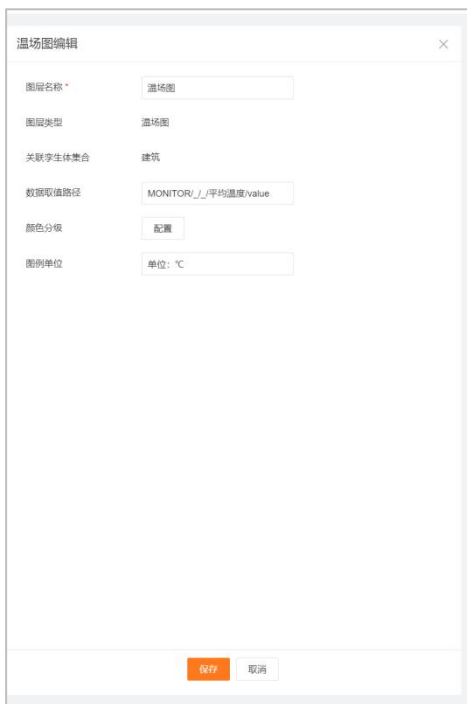 温场图编辑
图层名称 * 温场图
图层类型 温场图
关联孪生体集合 建筑
数据取值路径 MONITOR/_/_/平均温度/value
颜色分级 配置
图例单位 单位：℃
保存 取消